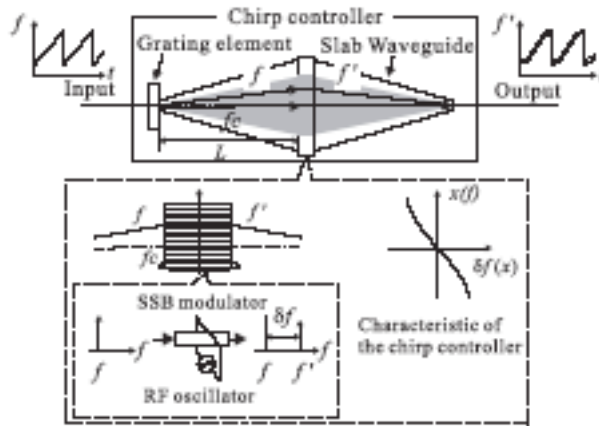 Chirp controller
f
Grating element
Slab Waveguide
f'
t
Input
f
f'
Output
t
fc
L
f
f'
x(f)
fc
δf(x)
SSB modulator
δf
f
f
f
f
f'
RF oscillator
Characteristic of
the chirp controller